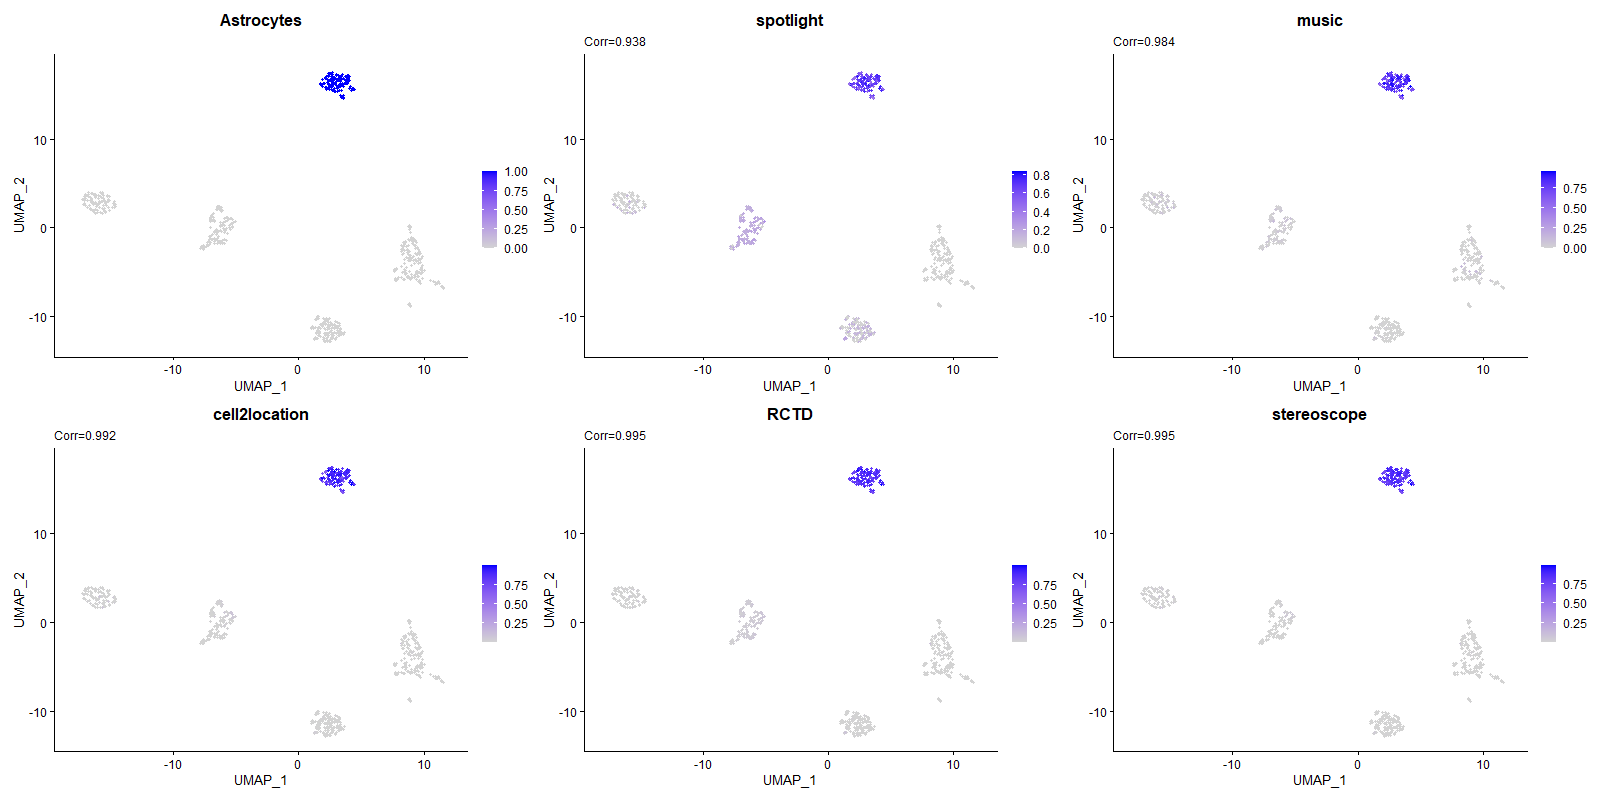 Astrocytes
UMAP_2
10
0
-10
-10
0
10
UMAP_1
1.00
0.75
0.50
0.25
0.00
spotlight
Corr=0.938
UMAP_2
10
0
-10
-10
0
10
UMAP_1
0.8
0.6
0.4
0.2
0.0
music
Corr=0.984
UMAP_2
10
0
-10
-10
0
10
UMAP_1
0.75
0.50
0.25
0.00
cell2location
Corr=0.992
UMAP_2
10
0
-10
-10
0
10
UMAP_1
0.75
0.50
0.25
RCTD
Corr=0.995
UMAP_2
10
0
-10
-10
0
10
UMAP_1
0.75
0.50
0.25
stereoscope
Corr=0.995
UMAP_2
10
0
-10
-10
0
10
UMAP_1
0.75
0.50
0.25